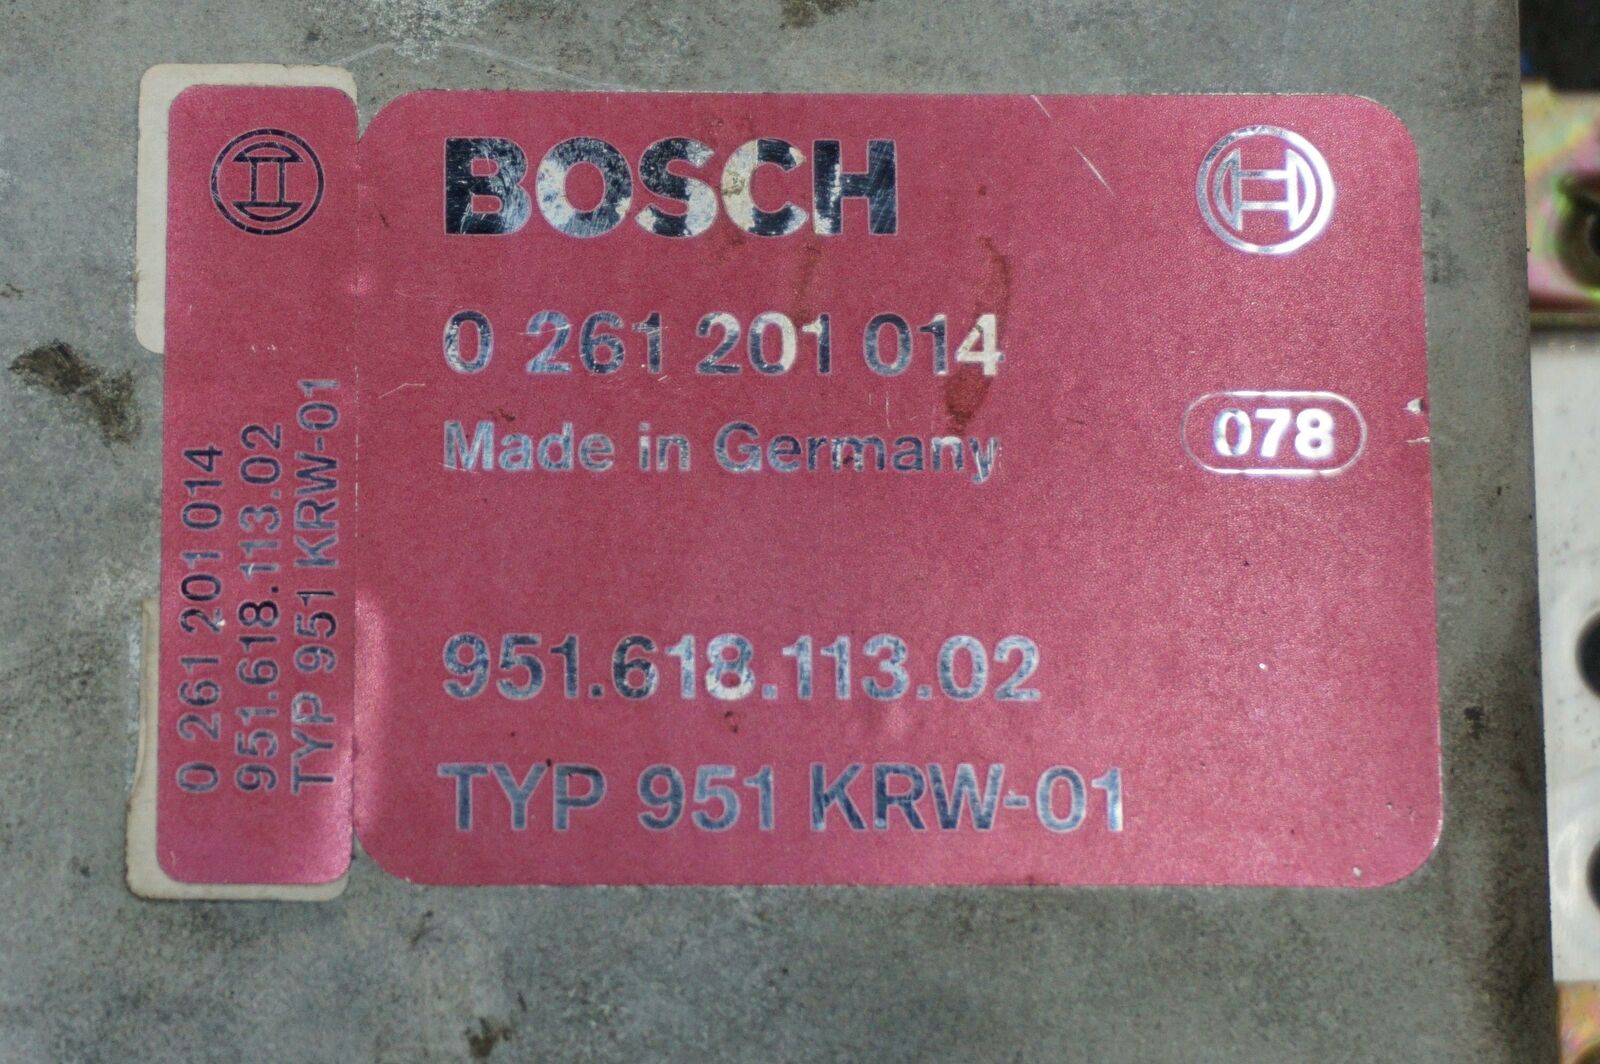 BOSCH
0 261 201 014
Made in Germany
078
951.618.113.02
TYP 951 KRW-01
0 261 201 014
951.618.113.02
TYP 951 KRW-01